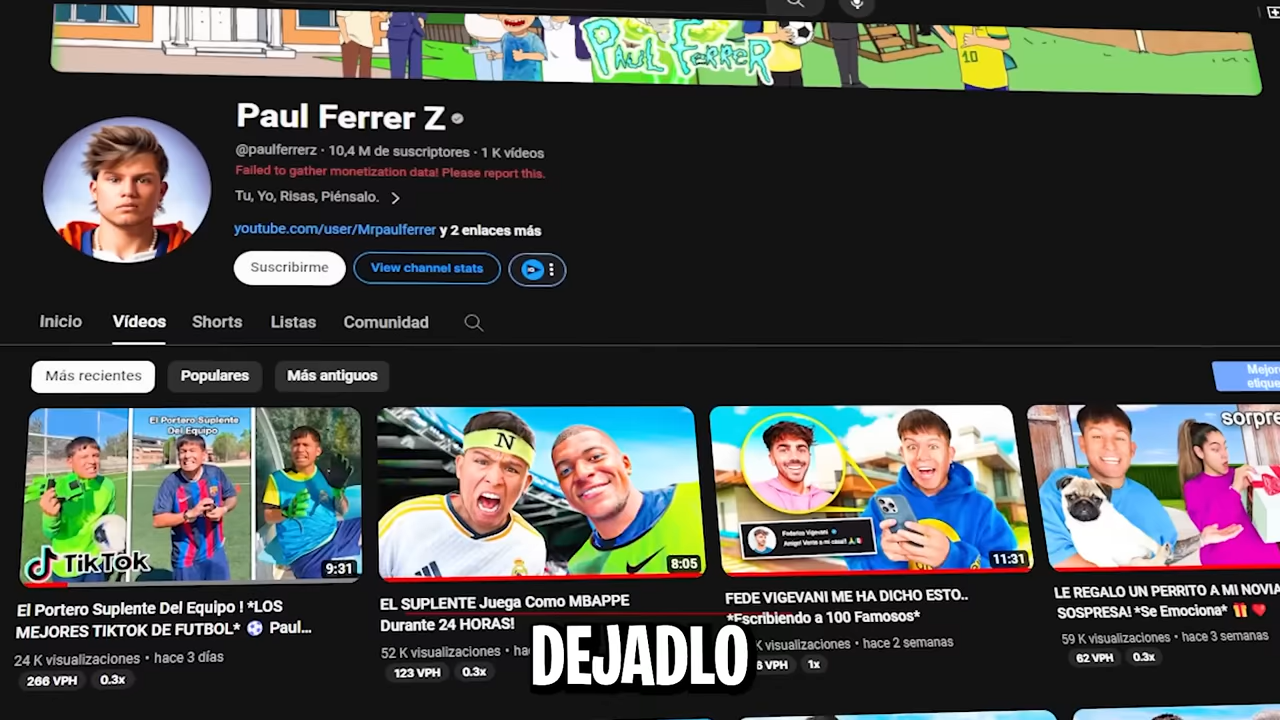 PAUL FERRER
10
Paul Ferrer Z
@paulferrerz · 10,4 M de suscriptores · 1 K vídeos
Failed to gather monetization data! Please report this.
Tu, Yo, Risas, Piénsalo.
youtube.com/user/Mrpaulferrer y 2 enlaces más
Suscribirme
View channel stats
Inicio Vídeos Shorts Listas Comunidad
Más recientes Populares Más antiguos
El Portero Suplente
Del Equipo
TikTok
9:31
N
8:05
Federico Vigevani
11:31
El Portero Suplente Del Equipo ! *LOS
MEJORES TIKTOK DE FUTBOL* ⚽ Paul...
24 K visualizaciones · hace 3 días
266 VPH 0.3x
EL SUPLENTE Juega Como MBAPPE
Durante 24 HORAS!
52 K visualizaciones
123 VPH 0.3x
FEDE VIGEVANI ME HA DICHO ESTO..
*Escribiendo a 100 Famosos*
visualizaciones · hace 2 semanas
VPH 1x
LE REGALO UN PERRITO A MI NOVIA
SORPRESA! *Se Emociona* 🎁❤️
59 K visualizaciones · hace 3 semanas
62 VPH 0.3x
DEJADLO